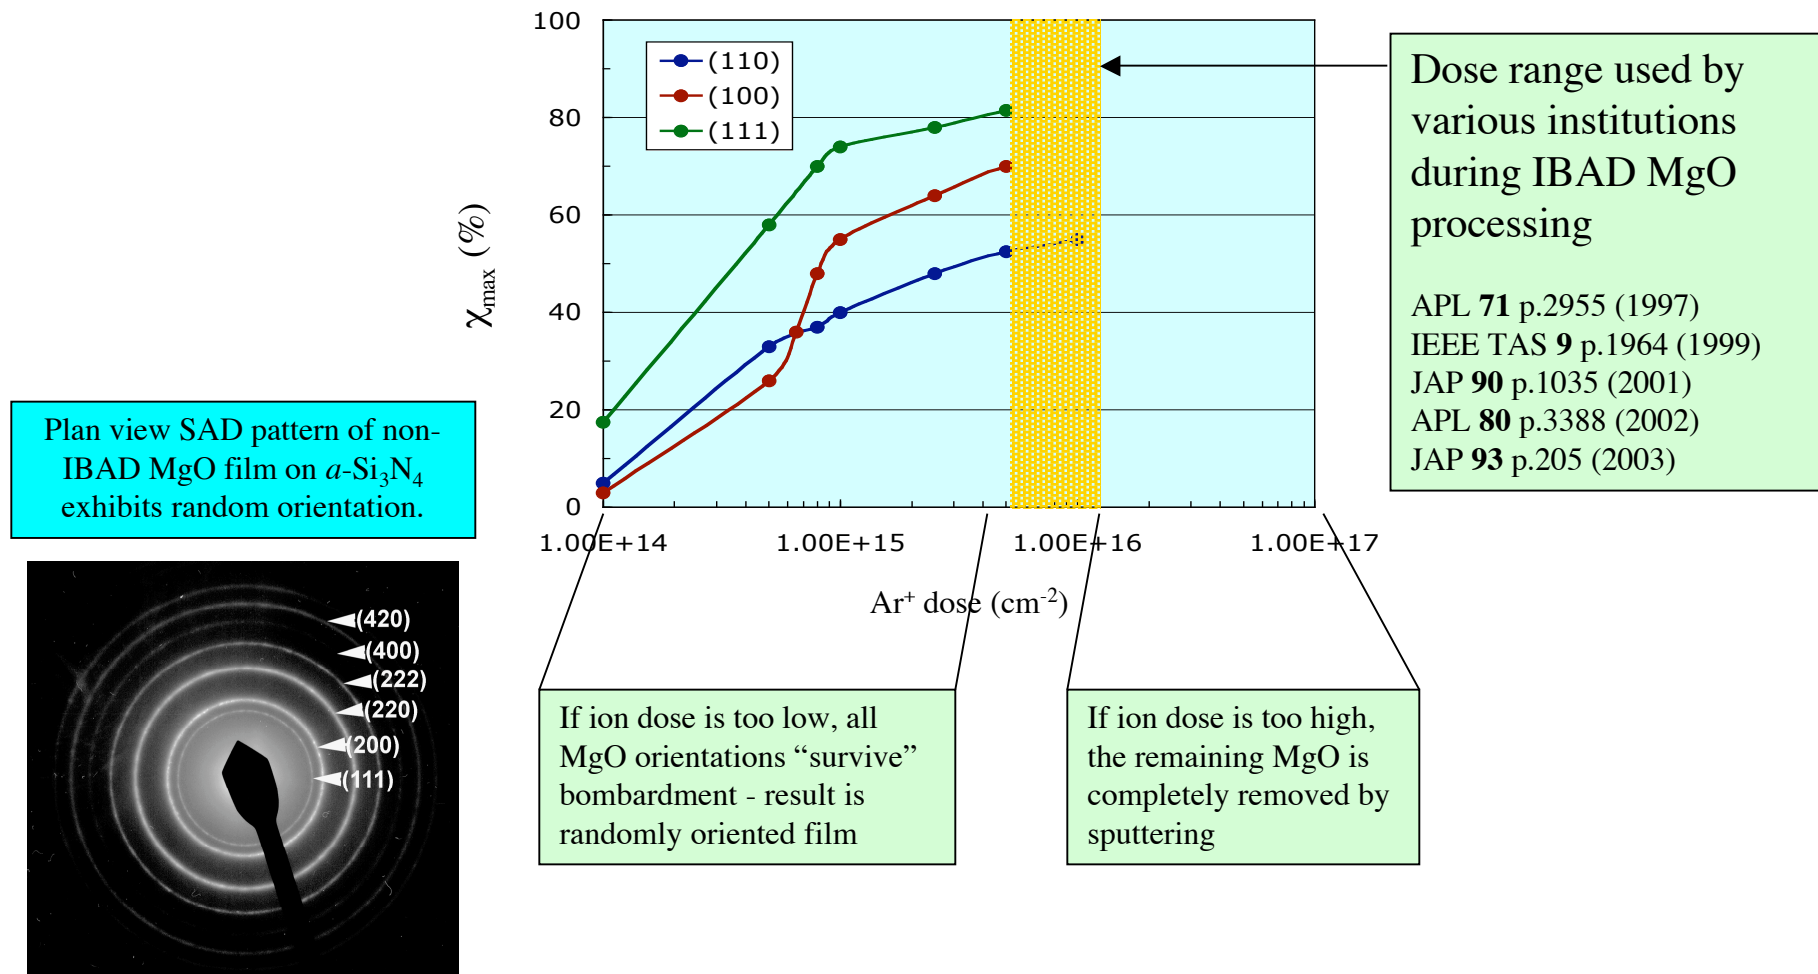 100
80
60
40
20
0
(110)
(100)
(111)
χmax (%)
1.00E+14
1.00E+15
1.00E+16
1.00E+17
Ar+ dose (cm-2)
Dose range used by
various institutions
during IBAD MgO
processing
APL 71 p.2955 (1997)
IEEE TAS 9 p.1964 (1999)
JAP 90 p.1035 (2001)
APL 80 p.3388 (2002)
JAP 93 p.205 (2003)
Plan view SAD pattern of non-
IBAD MgO film on a-Si3N4
exhibits random orientation.
(420)
(400)
(222)
(220)
(200)
(111)
If ion dose is too low, all
MgO orientations “survive”
bombardment - result is
randomly oriented film
If ion dose is too high,
the remaining MgO is
completely removed by
sputtering